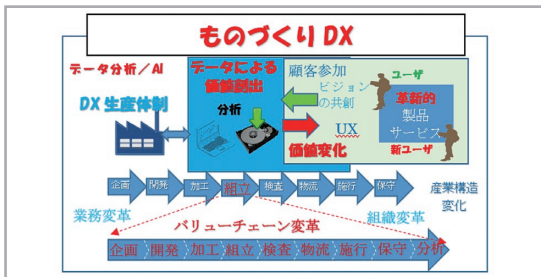 ものづくりDX
データ分析／AI
DX生産体制
データによる
価値創出
分析
顧客参加
ビジョン
の共創
ユーザ
革新的
製品
サービス
UX
価値変化
新ユーザ
企画 開発 加工 組立 検査 物流 施行 保守
産業構造
変化
業務変革
組織変革
バリューチェーン変革
企画 開発 加工 組立 検査 物流 施行 保守 分析